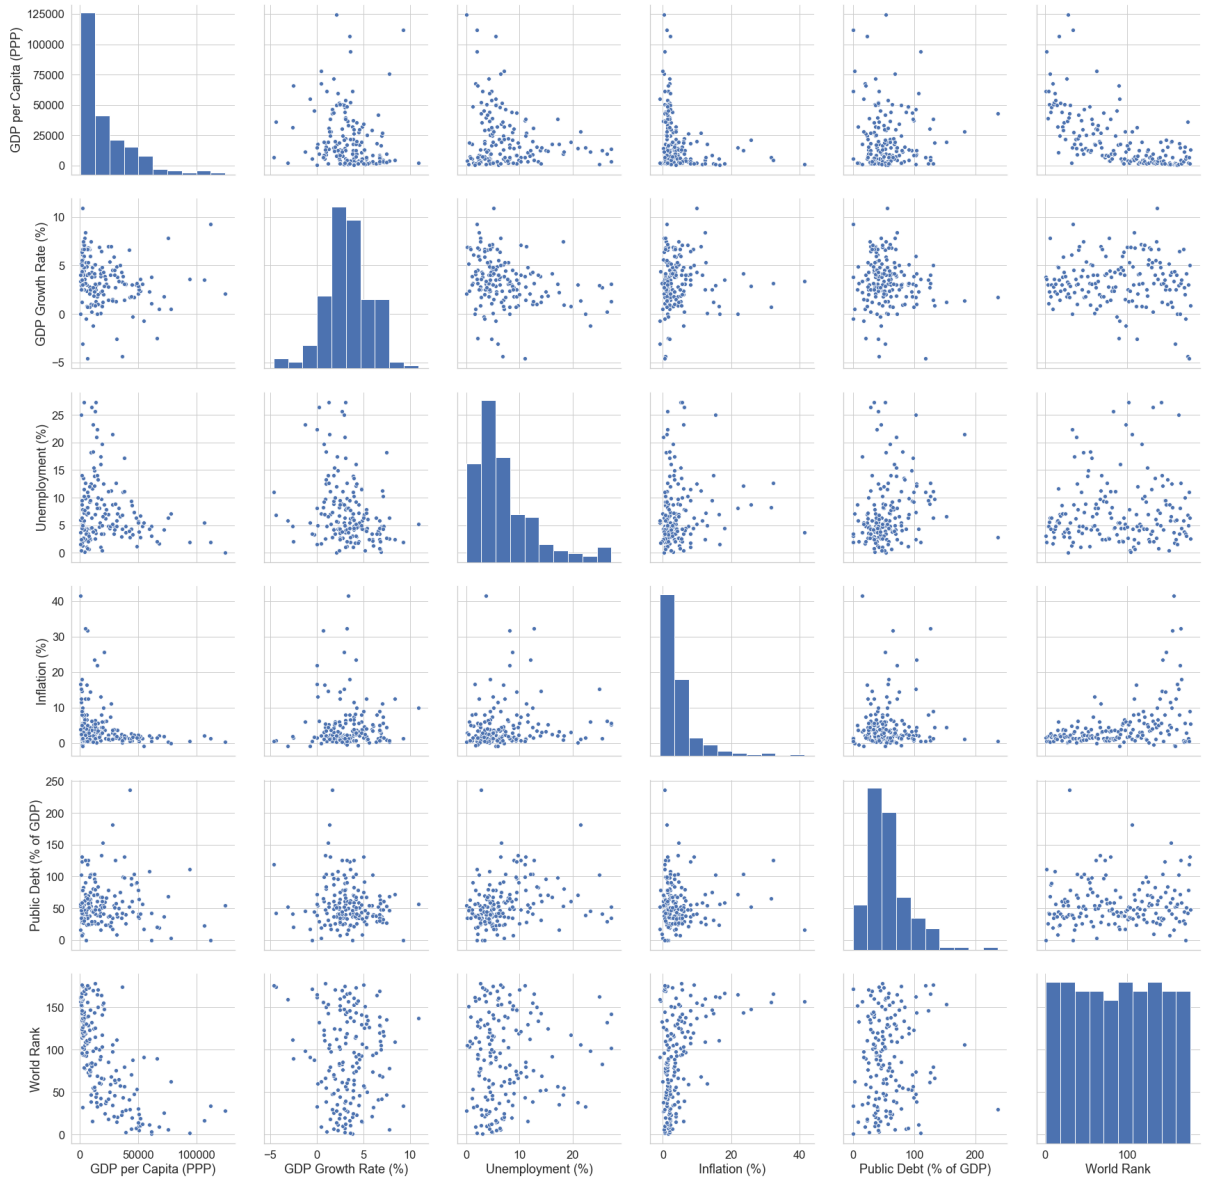 125000
100000
75000
50000
25000
0
GDP per Capita (PPP)
10
5
0
−5
GDP Growth Rate (%)
25
20
15
10
5
0
Unemployment (%)
40
30
20
10
0
Inflation (%)
250
200
150
100
50
0
Public Debt (% of GDP)
150
100
50
0
World Rank
0 50000 100000
GDP per Capita (PPP)
−5 0 5 10
GDP Growth Rate (%)
0 10 20
Unemployment (%)
0 20 40
Inflation (%)
0 100 200
Public Debt (% of GDP)
0 100
World Rank